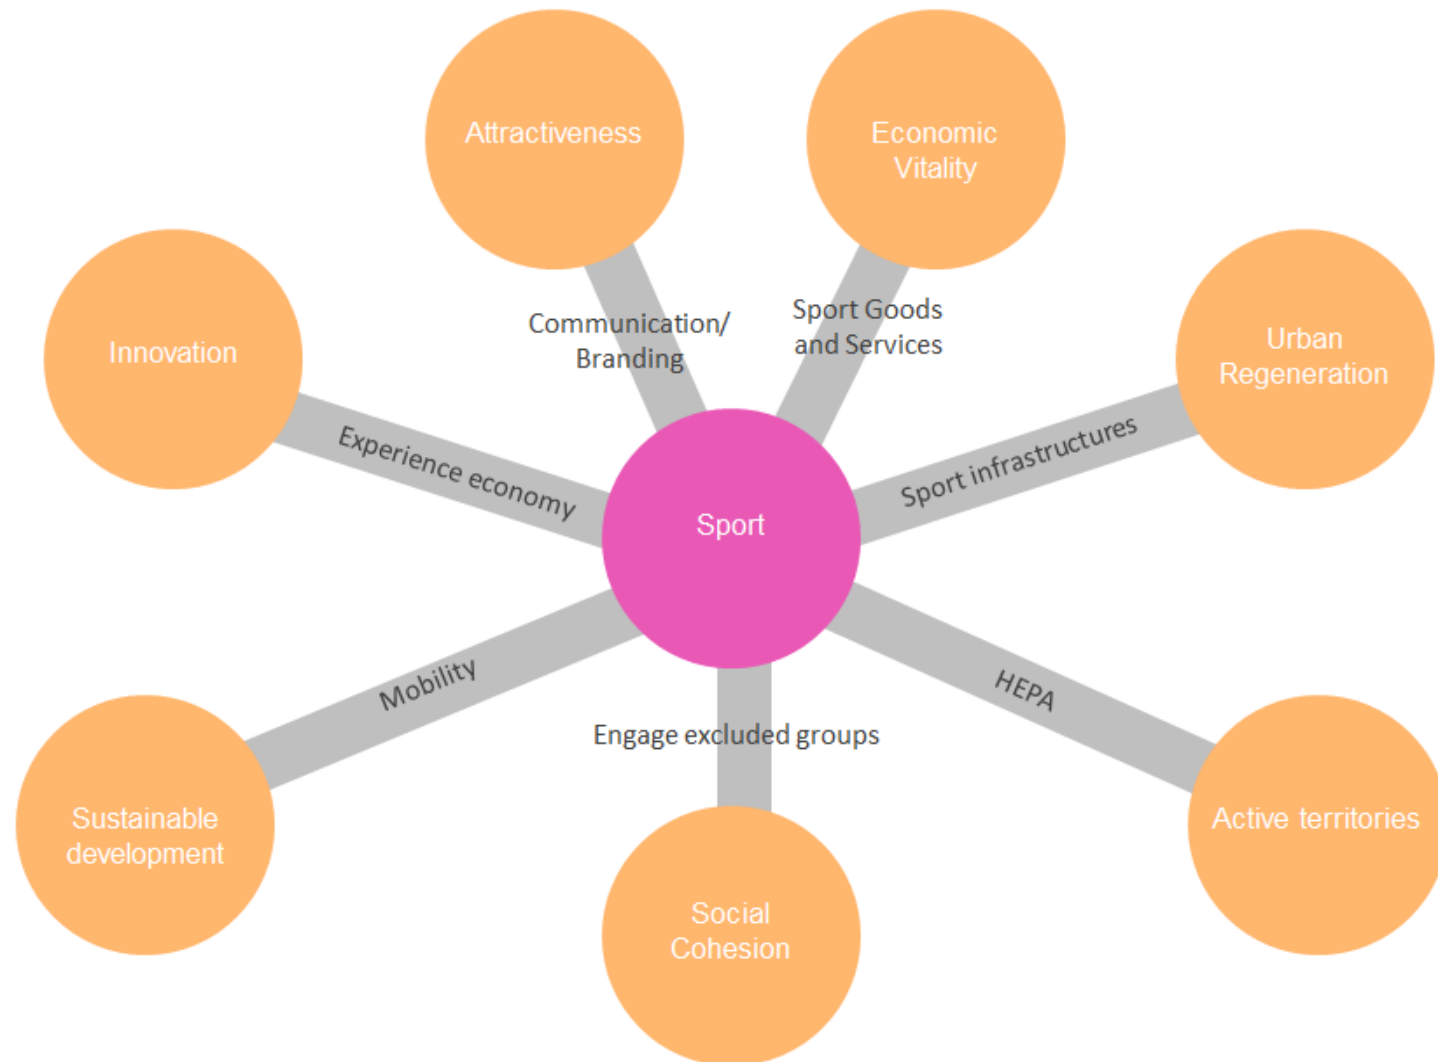 Attractiveness
Economic
Vitality
Communication/
Branding
Sport Goods
and Services
Innovation
Urban
Regeneration
Experience economy
Sport infrastructures
Sport
Mobility
HEPA
Engage excluded groups
Sustainable
development
Active territories
Social
Cohesion